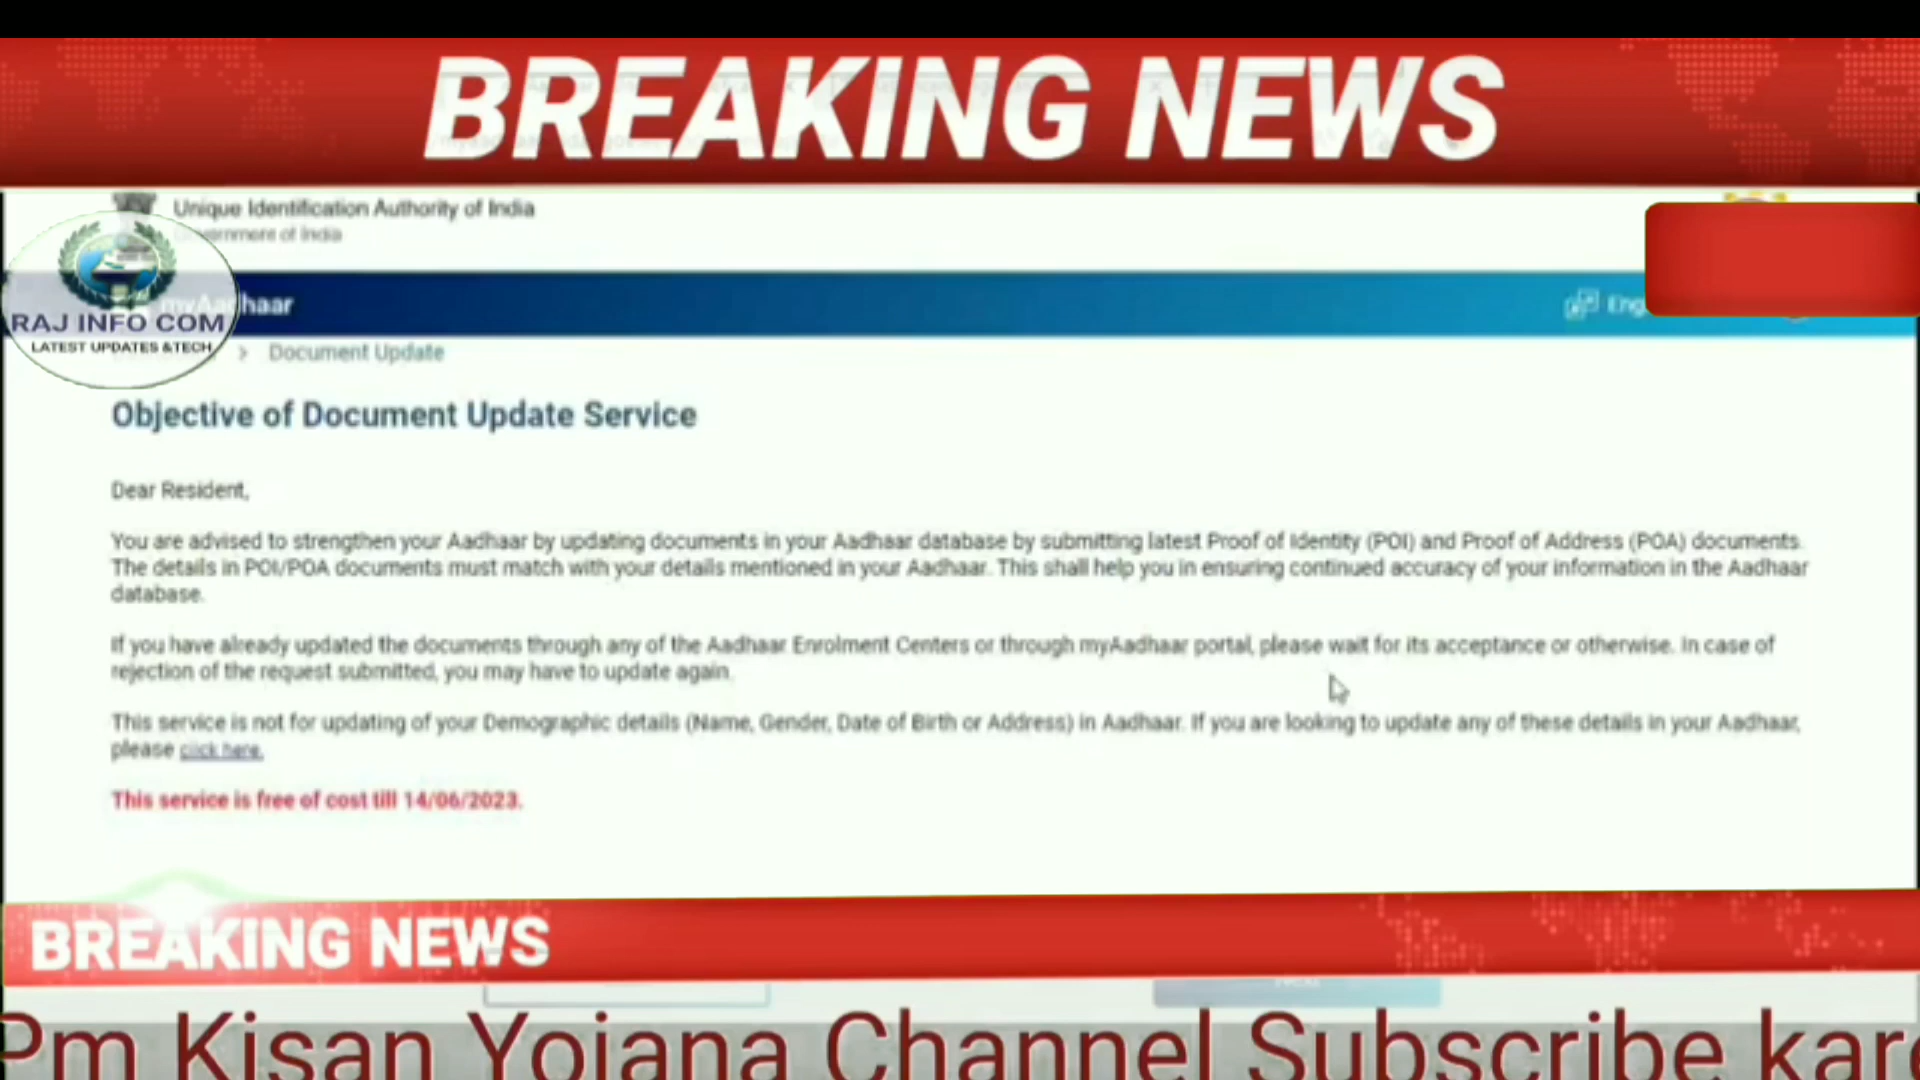 BREAKING NEWS
Unique Identification Authority of India
Government of India
myAadhaar
Eng
RAJ INFO COM
LATEST UPDATES &TECH
> Document Update
Objective of Document Update Service
Dear Resident,
You are advised to strengthen your Aadhaar by updating documents in your Aadhaar database by submitting latest Proof of Identity (POI) and Proof of Address (POA) documents.
The details in POI/POA documents must match with your details mentioned in your Aadhaar. This shall help you in ensuring continued accuracy of your information in the Aadhaar
database.
If you have already updated the documents through any of the Aadhaar Enrolment Centers or through myAadhaar portal, please wait for its acceptance or otherwise. In case of
rejection of the request submitted, you may have to update again.
This service is not for updating of your Demographic details (Name, Gender, Date of Birth or Address) in Aadhaar. If you are looking to update any of these details in your Aadhaar,
please click here.
This service is free of cost till 14/06/2023.
BREAKING NEWS
Pm Kisan Yojana Channel Subscribe kare